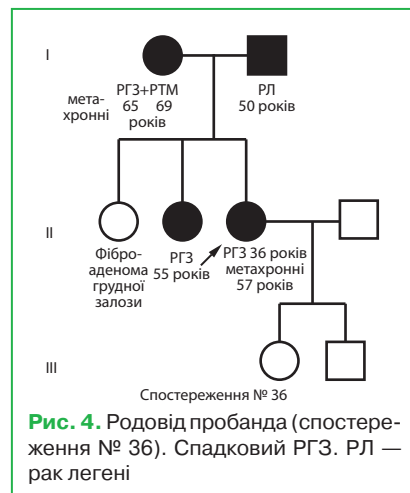 I
РГЗ+РТМ
мета-
хронні
65 69
років
РЛ
50 років
II
Фібро-
аденома
грудної
залози
РГЗ
55 років
РГЗ 36 років
метахронні
57 років
III
Спостереження № 36
Рис. 4. Родовід пробанда (спостере-
ження № 36). Спадковий РГЗ. РЛ —
рак легені